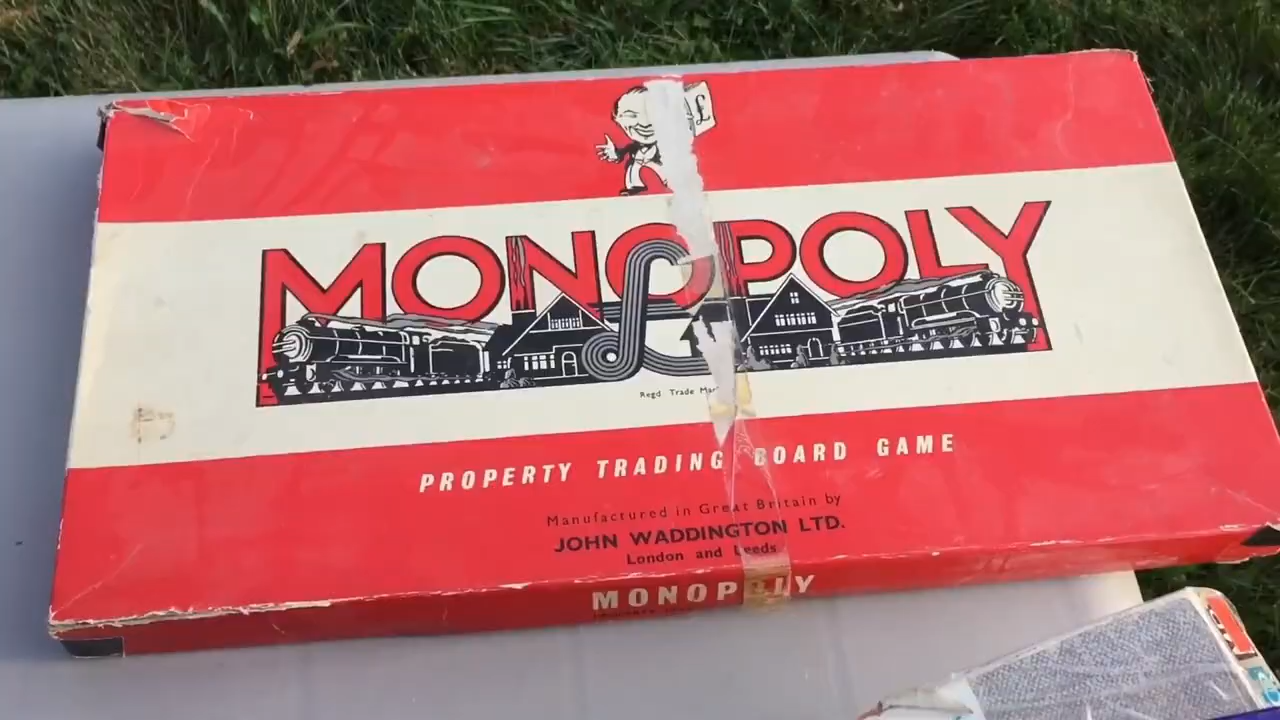 £
MONOPOLY
Regd Trade Mark
PROPERTY TRADING BOARD GAME
Manufactured in Great Britain by
JOHN WADDINGTON LTD.
London and Leeds
MONOPOLY